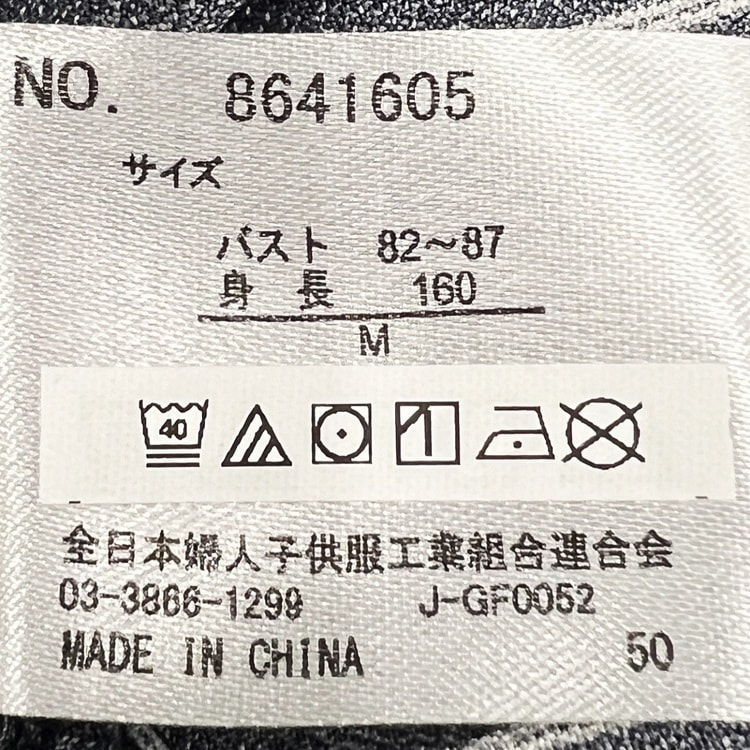 NO. 8641605
サイズ
バスト 82～87
身長 160
M
40
全日本婦人子供服工業組合連合会
03-3866-1299 J-GF0052
MADE IN CHINA 50